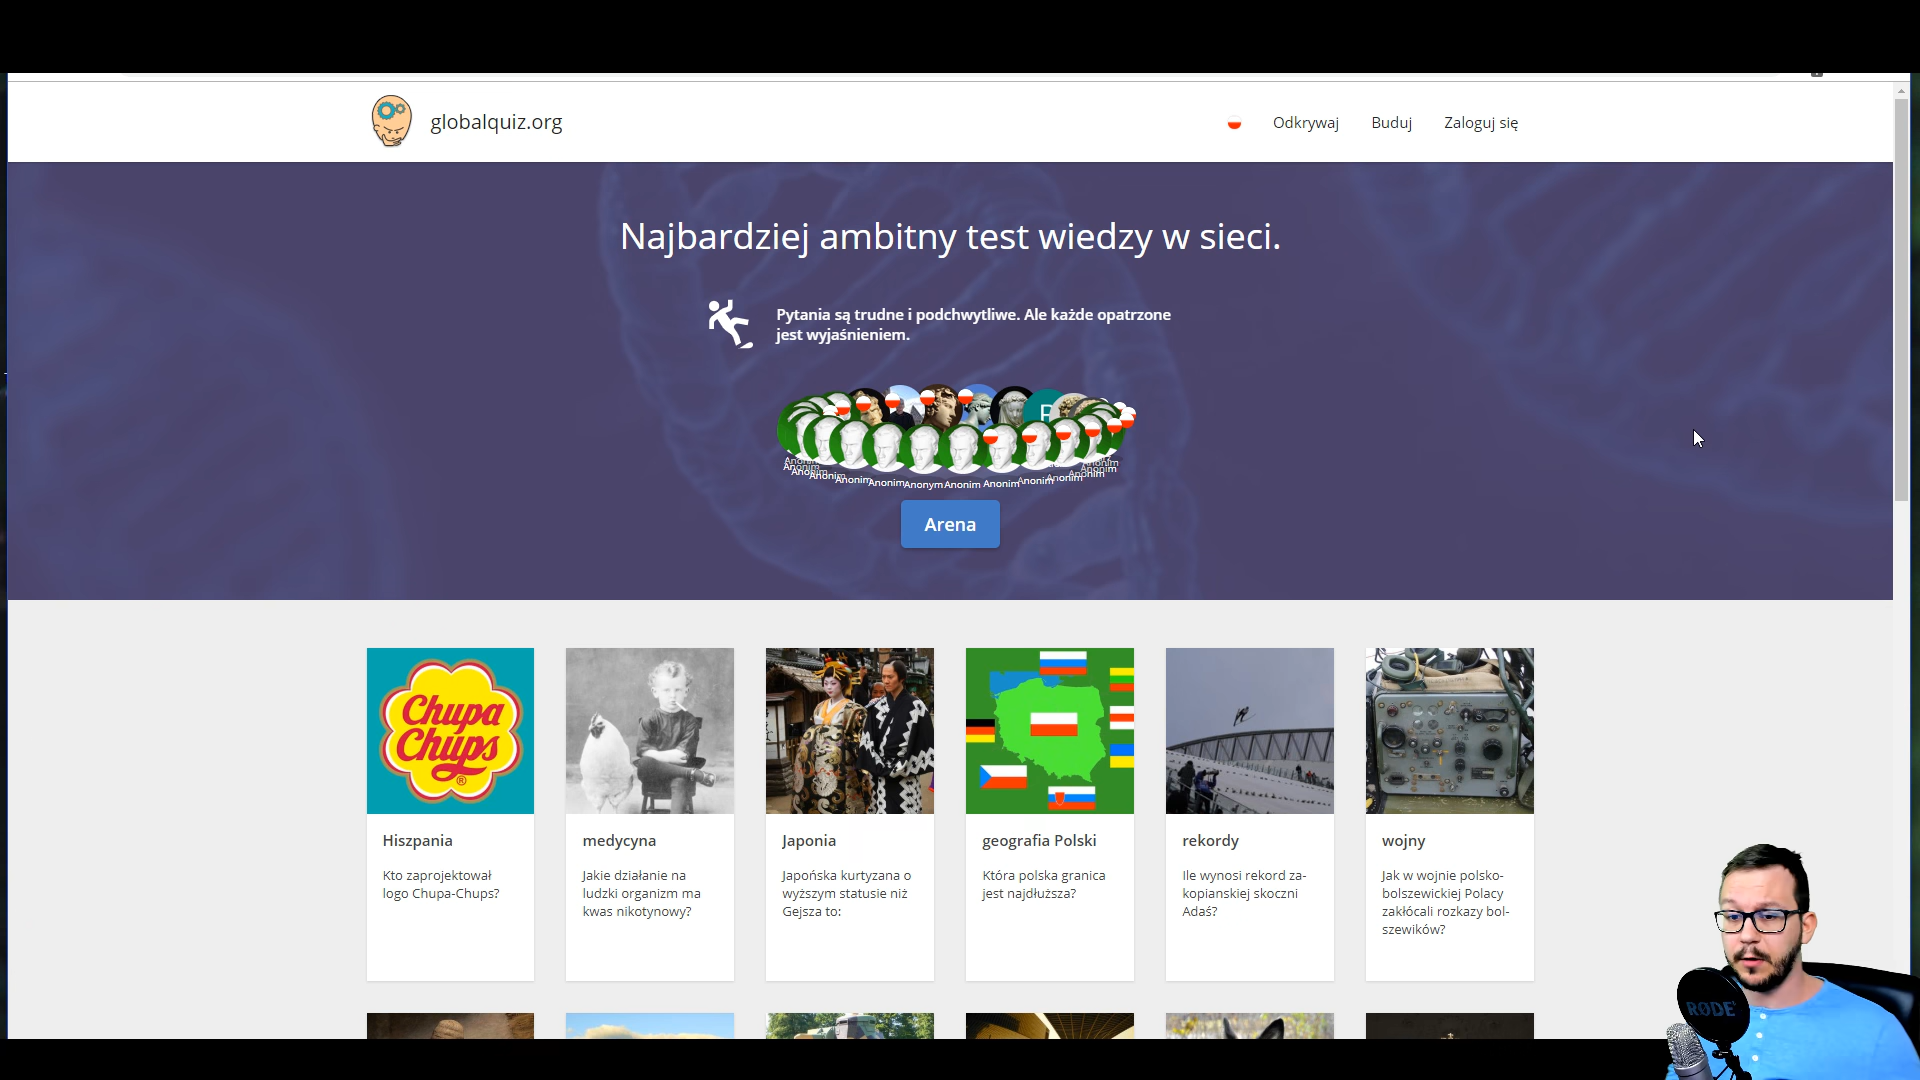 globalquiz.org
Odkrywaj
Buduj
Zaloguj się
Najbardziej ambitny test wiedzy w sieci.
Pytania są trudne i podchwytliwe. Ale każde opatrzone
jest wyjaśnieniem.
Anonim
Anonim
Anonim
Anonim
Anonim
Anonim
Anonym
Anonim
Anonim
Anonim
Anonim
Anonim
Anonim
Anonim
Arena
Chupa
Chups
®
Hiszpania
Kto zaprojektował
logo Chupa-Chups?
medycyna
Jakie działanie na
ludzki organizm ma
kwas nikotynowy?
Japonia
Japońska kurtyzana o
wyższym statusie niż
Gejsza to:
geografia Polski
Która polska granica
jest najdłuższa?
rekordy
Ile wynosi rekord za-
kopianskiej skoczni
Adaś?
wojny
Jak w wojnie polsko-
bolszewickiej Polacy
zakłócali rozkazy bol-
szewików?
RØDE